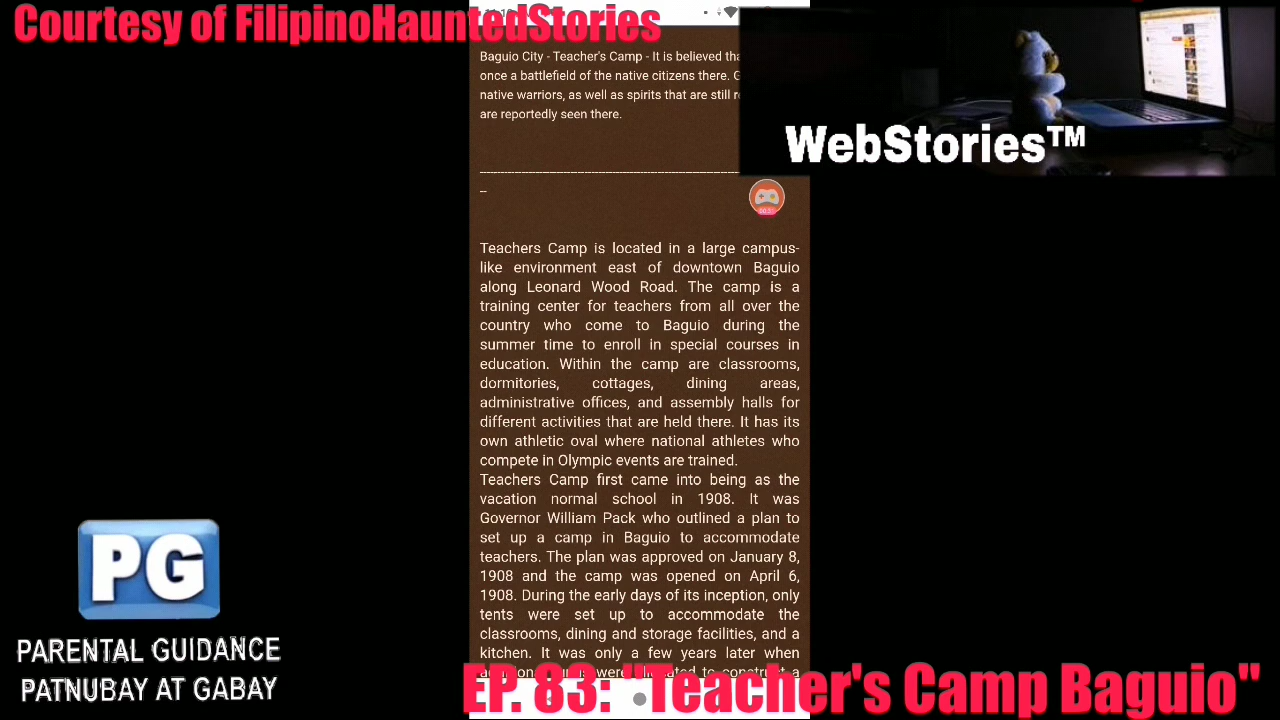 Courtesy of FilipinoHauntedStories
Baguio City - Teacher's Camp - It is believed
once a battlefield of the native citizens there.
native warriors, as well as spirits that are still
are reportedly seen there.
WebStories™
Teachers Camp is located in a large campus-
like environment east of downtown Baguio
along Leonard Wood Road. The camp is a
training center for teachers from all over the
country who come to Baguio during the
summer time to enroll in special courses in
education. Within the camp are classrooms,
dormitories, cottages, dining areas,
administrative offices, and assembly halls for
different activities that are held there. It has its
own athletic oval where national athletes who
compete in Olympic events are trained.
Teachers Camp first came into being as the
vacation normal school in 1908. It was
Governor William Pack who outlined a plan to
set up a camp in Baguio to accommodate
teachers. The plan was approved on January 8,
1908 and the camp was opened on April 6,
1908. During the early days of its inception, only
tents were set up to accommodate the
classrooms, dining and storage facilities, and a
kitchen. It was only a few years later when
were to construct a
PG
PARENTAL GUIDANCE
PATNUBAY AT GABAY
EP. 83: "Teacher's Camp Baguio"